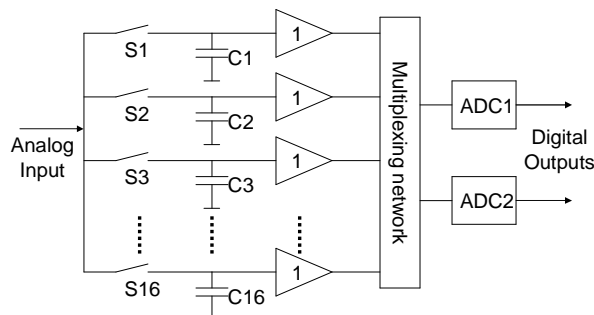 S1
C1
1
S2
C2
1
S3
C3
1
S16
C16
1
Analog
Input
Multiplexing network
ADC1
ADC2
Digital
Outputs